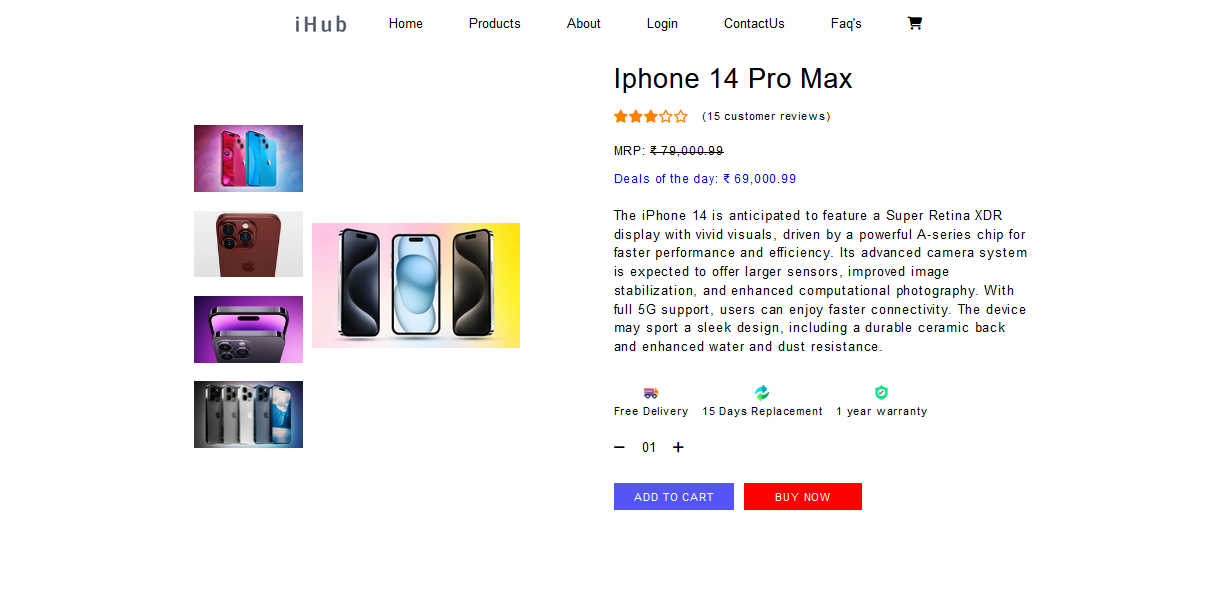 iHub Home Products About Login ContactUs Faq's
Iphone 14 Pro Max
(15 customer reviews)
MRP: ₹ 79,000.99
Deals of the day: ₹ 69,000.99
The iPhone 14 is anticipated to feature a Super Retina XDR
display with vivid visuals, driven by a powerful A-series chip for
faster performance and efficiency. Its advanced camera system
is expected to offer larger sensors, improved image
stabilization, and enhanced computational photography. With
full 5G support, users can enjoy faster connectivity. The device
may sport a sleek design, including a durable ceramic back
and enhanced water and dust resistance.
Free Delivery 15 Days Replacement 1 year warranty
− 01 +
ADD TO CART BUY NOW